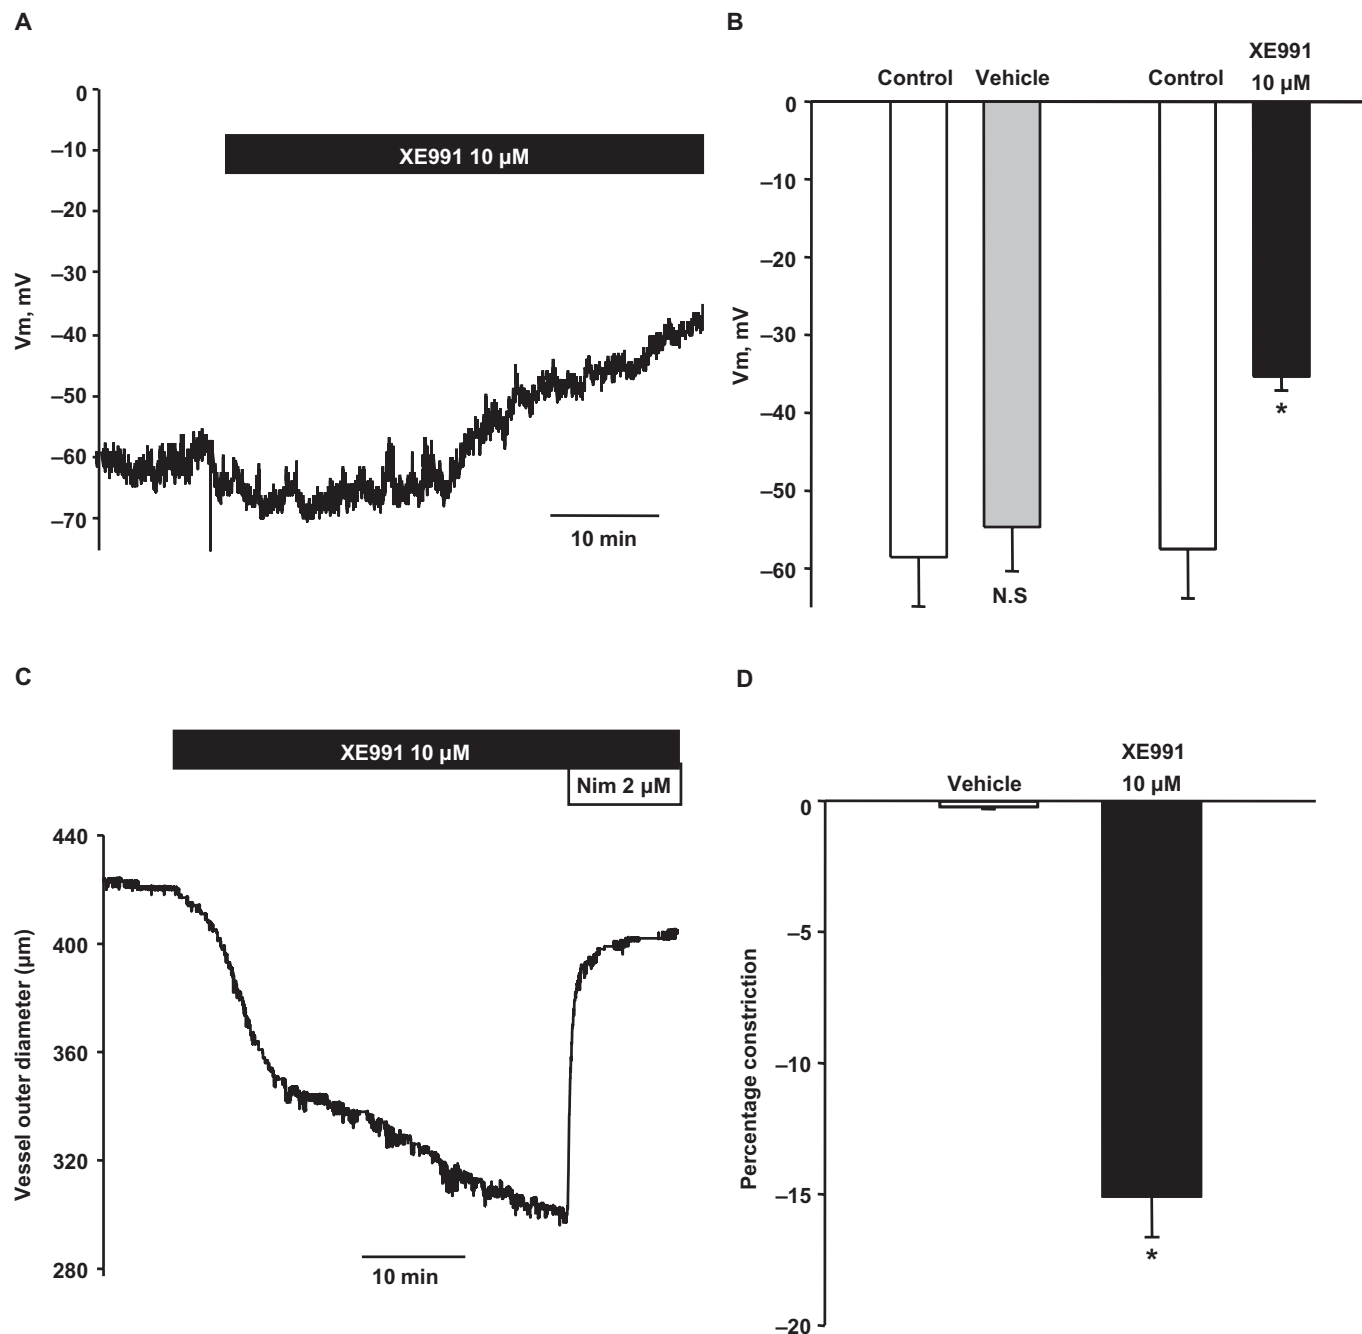 A
0
–10
–20
–30
–40
–50
–60
–70
Vm, mV
XE991 10 µM
10 min
B
Control
Vehicle
Control
XE991
10 µM
0
–10
–20
–30
–40
–50
–60
Vm, mV
N.S
*
C
XE991 10 µM
Nim 2 µM
440
400
360
320
280
Vessel outer diameter (µm)
10 min
D
Vehicle
XE991
10 µM
0
–5
–10
–15
–20
Percentage constriction
*